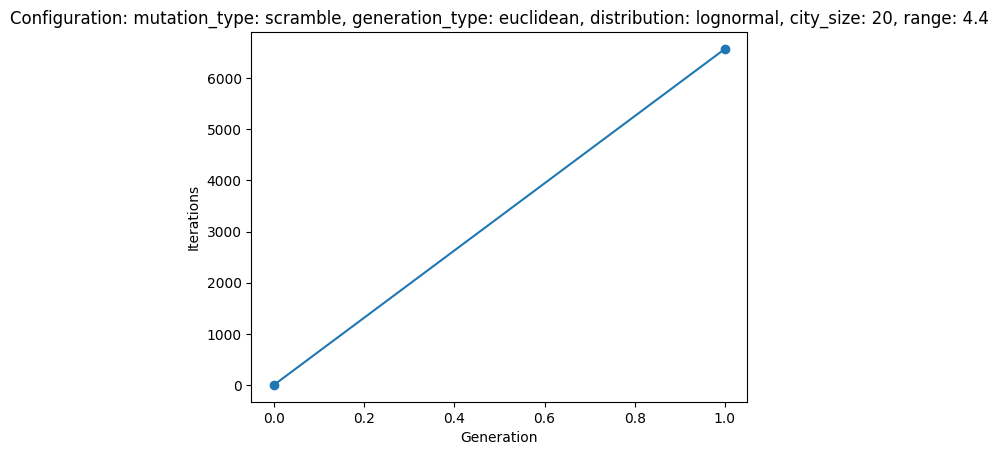 Configuration: mutation_type: scramble, generation_type: euclidean, distribution: lognormal, city_size: 20, range: 4.4
6000
5000
4000
3000
2000
1000
0
Iterations
0.0 0.2 0.4 0.6 0.8 1.0
Generation